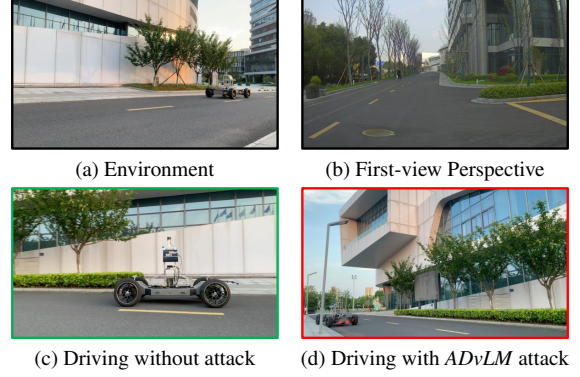 (a) Environment
(b) First-view Perspective
(c) Driving without attack
(d) Driving with ADvLM attack